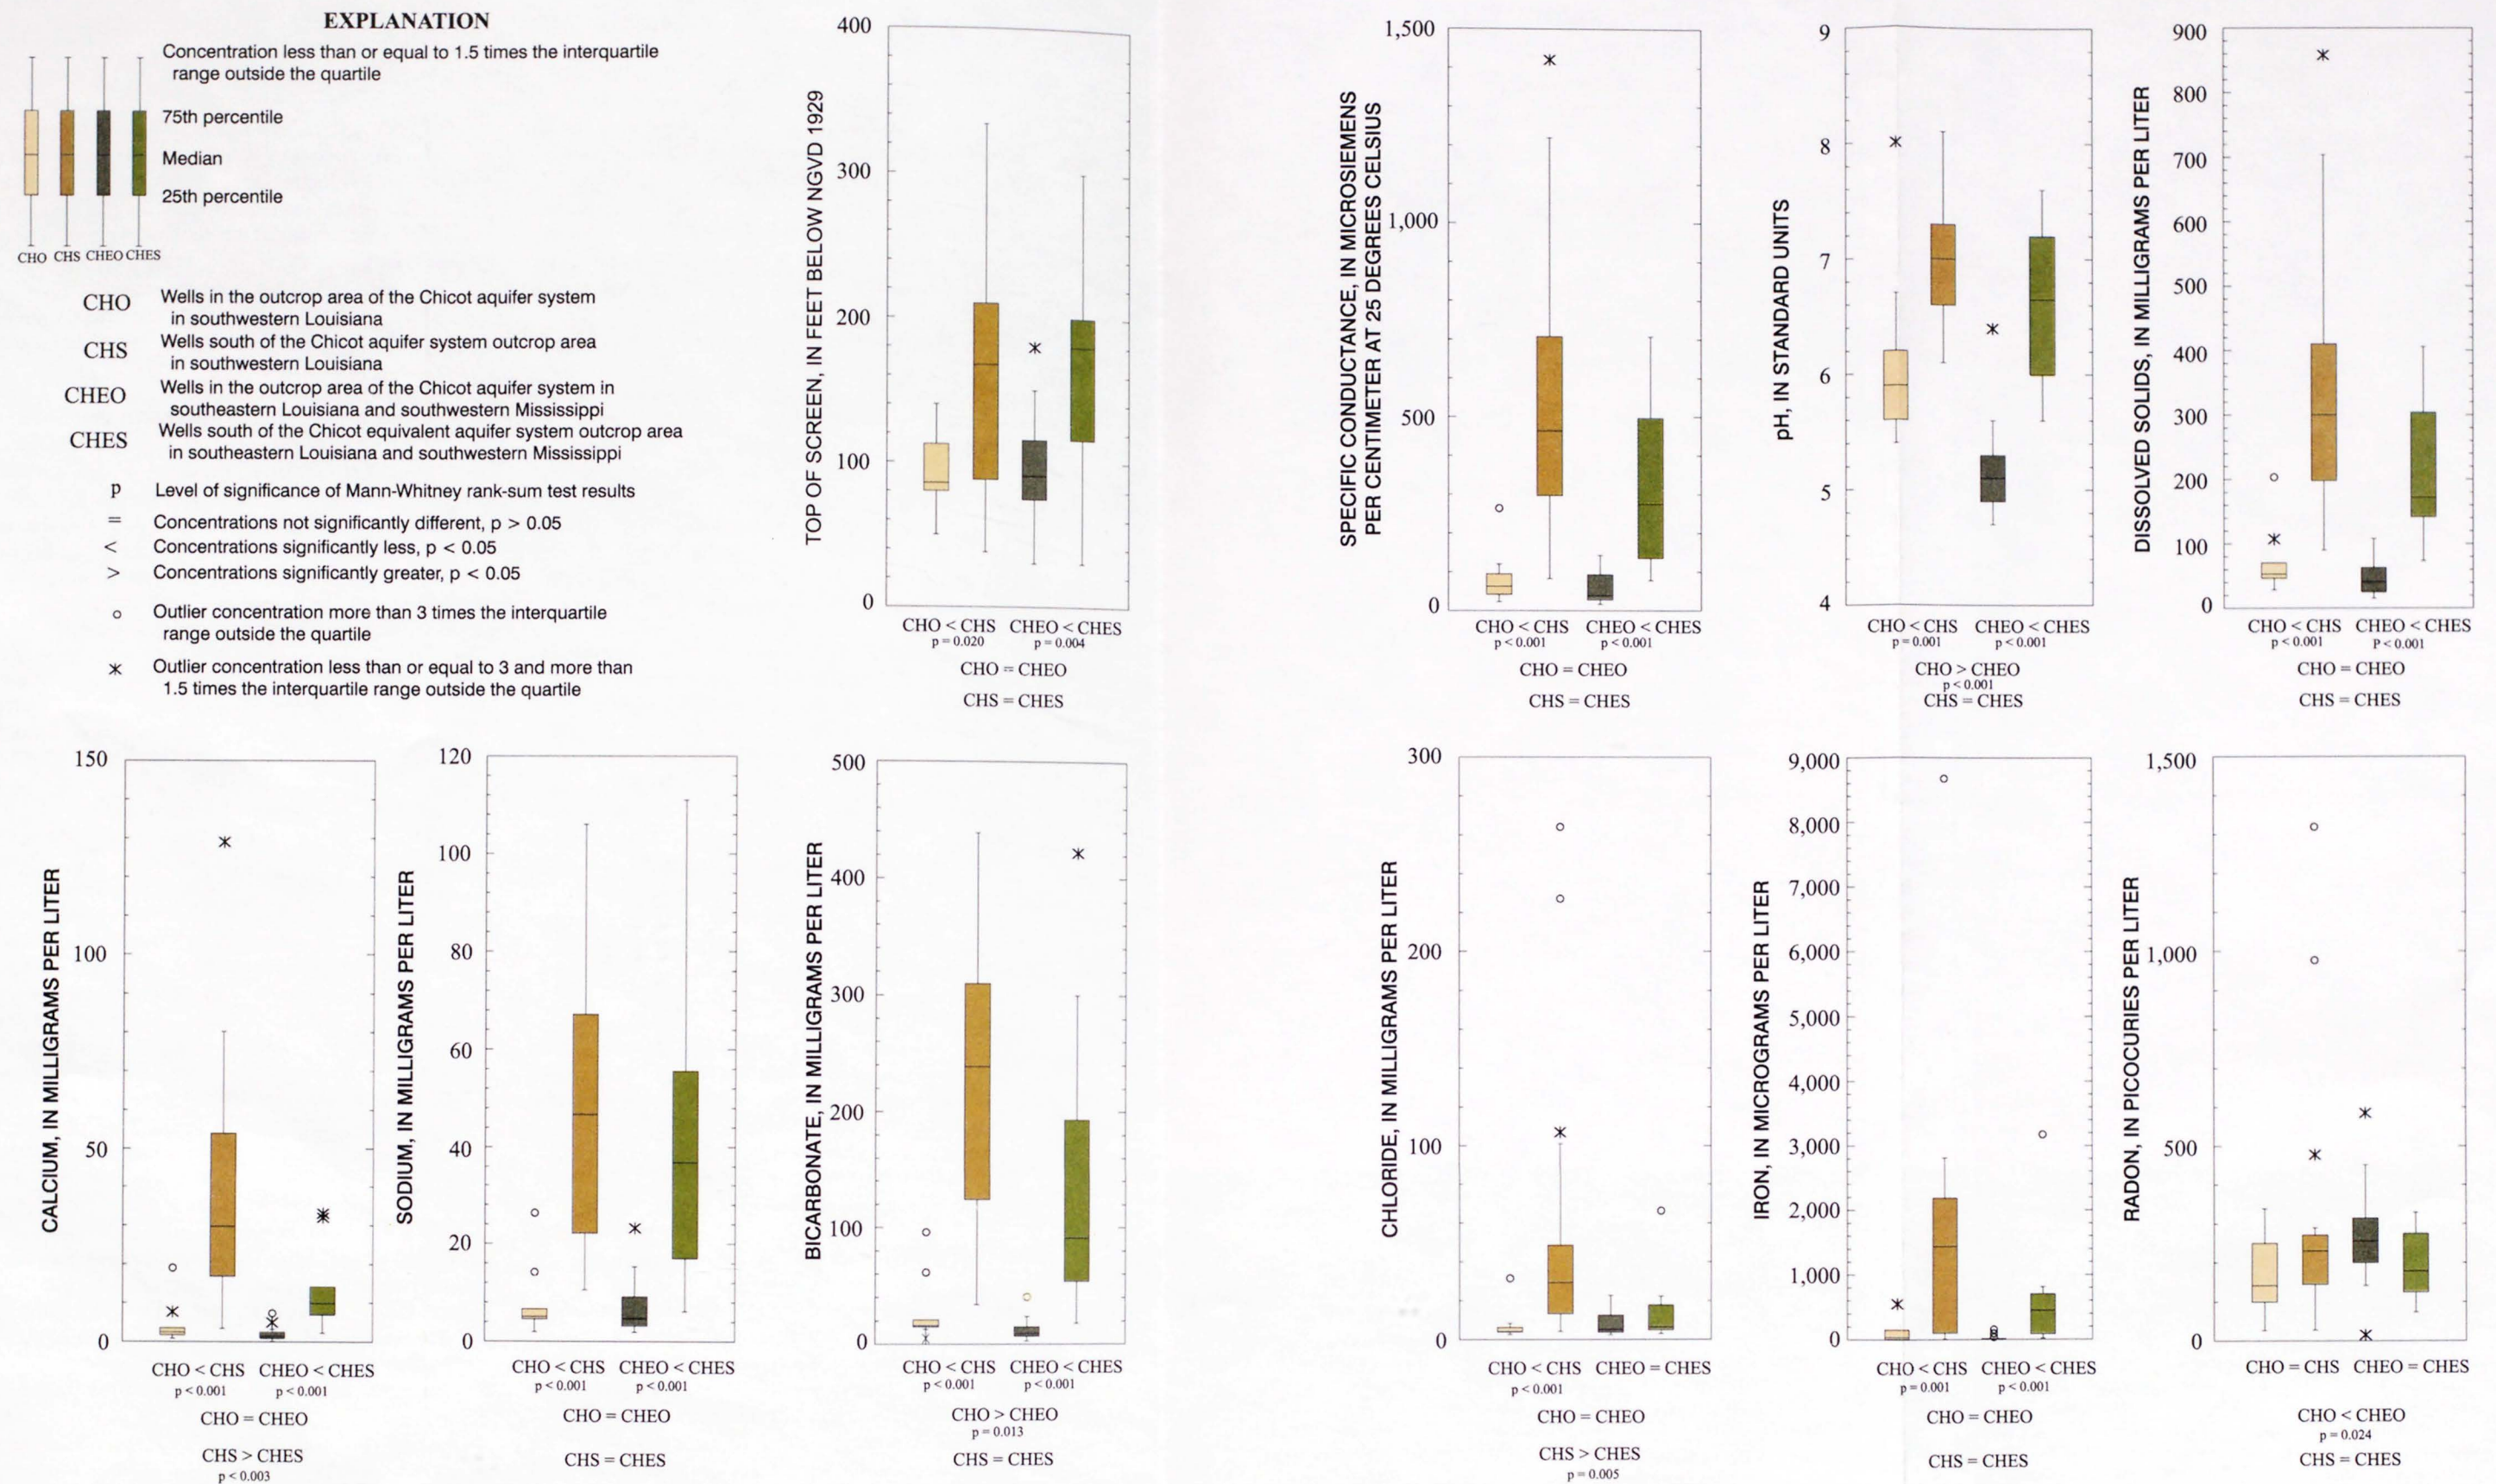 EXPLANATION
Concentration less than or equal to 1.5 times the interquartile
range outside the quartile
75th percentile
Median
25th percentile
CHO CHS CHEO CHES
CHO Wells in the outcrop area of the Chicot aquifer system
in southwestern Louisiana
CHS Wells south of the Chicot aquifer system outcrop area
in southwestern Louisiana
CHEO Wells in the outcrop area of the Chicot aquifer system in
southeastern Louisiana and southwestern Mississippi
CHES Wells south of the Chicot equivalent aquifer system outcrop area
in southeastern Louisiana and southwestern Mississippi
p Level of significance of Mann-Whitney rank-sum test results
= Concentrations not significantly different, p > 0.05
< Concentrations significantly less, p < 0.05
> Concentrations significantly greater, p < 0.05
○ Outlier concentration more than 3 times the interquartile
range outside the quartile
* Outlier concentration less than or equal to 3 and more than
1.5 times the interquartile range outside the quartile
TOP OF SCREEN, IN FEET BELOW NGVD 1929
400
300
200
100
0
CHO < CHS CHEO < CHES
p = 0.020 p = 0.004
CHO = CHEO
CHS = CHES
SPECIFIC CONDUCTANCE, IN MICROSIEMENS
PER CENTIMETER AT 25 DEGREES CELSIUS
1,500
1,000
500
0
CHO < CHS CHEO < CHES
p < 0.001 p < 0.001
CHO = CHEO
CHS = CHES
pH, IN STANDARD UNITS
9
8
7
6
5
4
CHO < CHS CHEO < CHES
p = 0.001 p < 0.001
CHO > CHEO
p < 0.001
CHS = CHES
DISSOLVED SOLIDS, IN MILLIGRAMS PER LITER
900
800
700
600
500
400
300
200
100
0
CHO < CHS CHEO < CHES
p < 0.001 P < 0.001
CHO = CHEO
CHS = CHES
CALCIUM, IN MILLIGRAMS PER LITER
150
100
50
0
CHO < CHS CHEO < CHES
p < 0.001 p < 0.001
CHO = CHEO
CHS > CHES
p < 0.003
SODIUM, IN MILLIGRAMS PER LITER
120
100
80
60
40
20
0
CHO < CHS CHEO < CHES
p < 0.001 p < 0.001
CHO = CHEO
CHS = CHES
BICARBONATE, IN MILLIGRAMS PER LITER
500
400
300
200
100
0
CHO < CHS CHEO < CHES
p < 0.001 p < 0.001
CHO > CHEO
p = 0.013
CHS = CHES
CHLORIDE, IN MILLIGRAMS PER LITER
300
200
100
0
CHO < CHS CHEO = CHES
p < 0.001
CHO = CHEO
CHS > CHES
p = 0.005
IRON, IN MICROGRAMS PER LITER
9,000
8,000
7,000
6,000
5,000
4,000
3,000
2,000
1,000
0
CHO < CHS CHEO < CHES
p = 0.001 p < 0.001
CHO = CHEO
CHS = CHES
RADON, IN PICOCURIES PER LITER
1,500
1,000
500
0
CHO = CHS CHEO = CHES
CHO < CHEO
p = 0.024
CHS = CHES